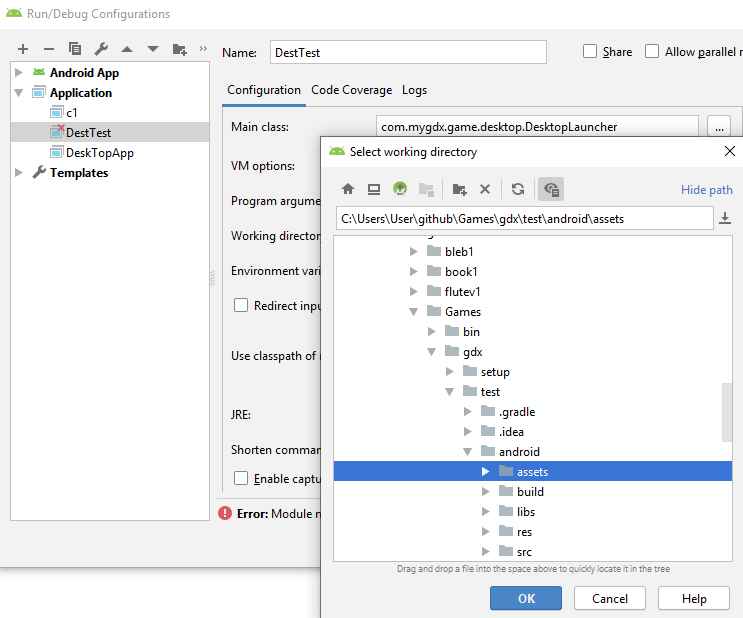 Run/Debug Configurations
Name: DestTest Share Allow parallel r
Android App
Application
c1
DestTest
DeskTopApp
Templates
Configuration Code Coverage Logs
Main class: com.mygdx.game.desktop.DesktopLauncher ...
VM options:
Program argume
Working director
Environment vari
Redirect inpu
Use classpath of
JRE:
Shorten comman
Enable captu
Error: Module n
Select working directory
Hide path
C:\Users\User\github\Games\gdx\test\android\assets
bleb1
book1
flutev1
Games
bin
gdx
setup
test
.gradle
.idea
android
assets
build
libs
res
src
Drag and drop a file into the space above to quickly locate it in the tree
OK Cancel Help